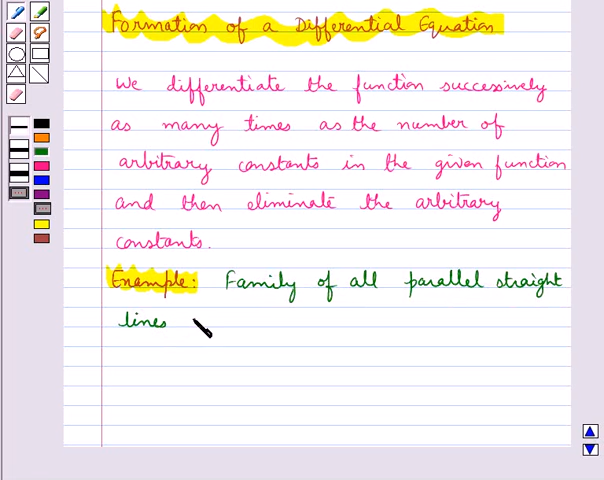 Formation of a Differential Equation
We differentiate the function successively
as many times as the number of
arbitrary constants in the given function
and then eliminate the arbitrary
constants.
Example: Family of all parallel straight
lines